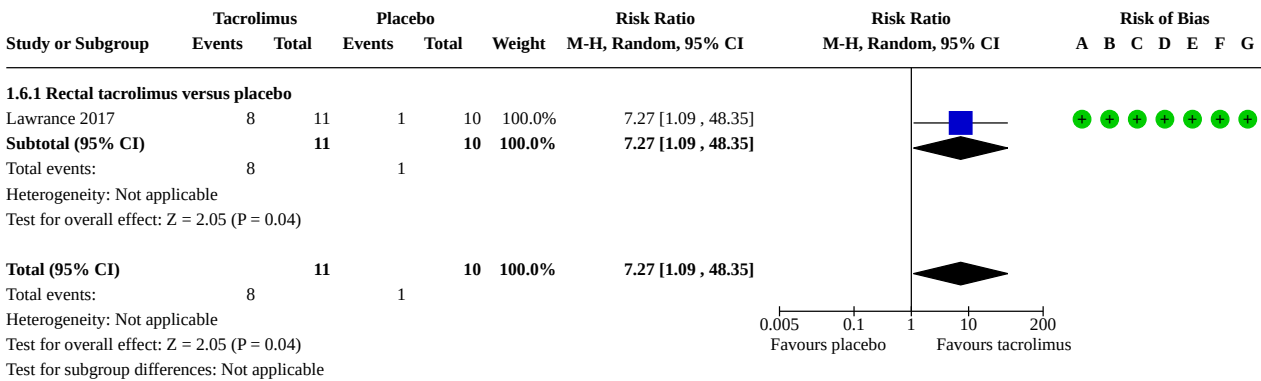 Tacrolimus Placebo Risk Ratio Risk Ratio Risk of Bias
Study or Subgroup Events Total Events Total Weight M-H, Random, 95% CI M-H, Random, 95% CI A B C D E F G
1.6.1 Rectal tacrolimus versus placebo
Lawrance 2017 8 11 1 10 100.0% 7.27 [1.09 , 48.35] + + + + + + +
Subtotal (95% CI) 11 10 100.0% 7.27 [1.09 , 48.35]
Total events: 8 1
Heterogeneity: Not applicable
Test for overall effect: Z = 2.05 (P = 0.04)
Total (95% CI) 11 10 100.0% 7.27 [1.09 , 48.35]
Total events: 8 1
Heterogeneity: Not applicable 0.005 0.1 1 10 200
Test for overall effect: Z = 2.05 (P = 0.04) Favours placebo Favours tacrolimus
Test for subgroup differences: Not applicable